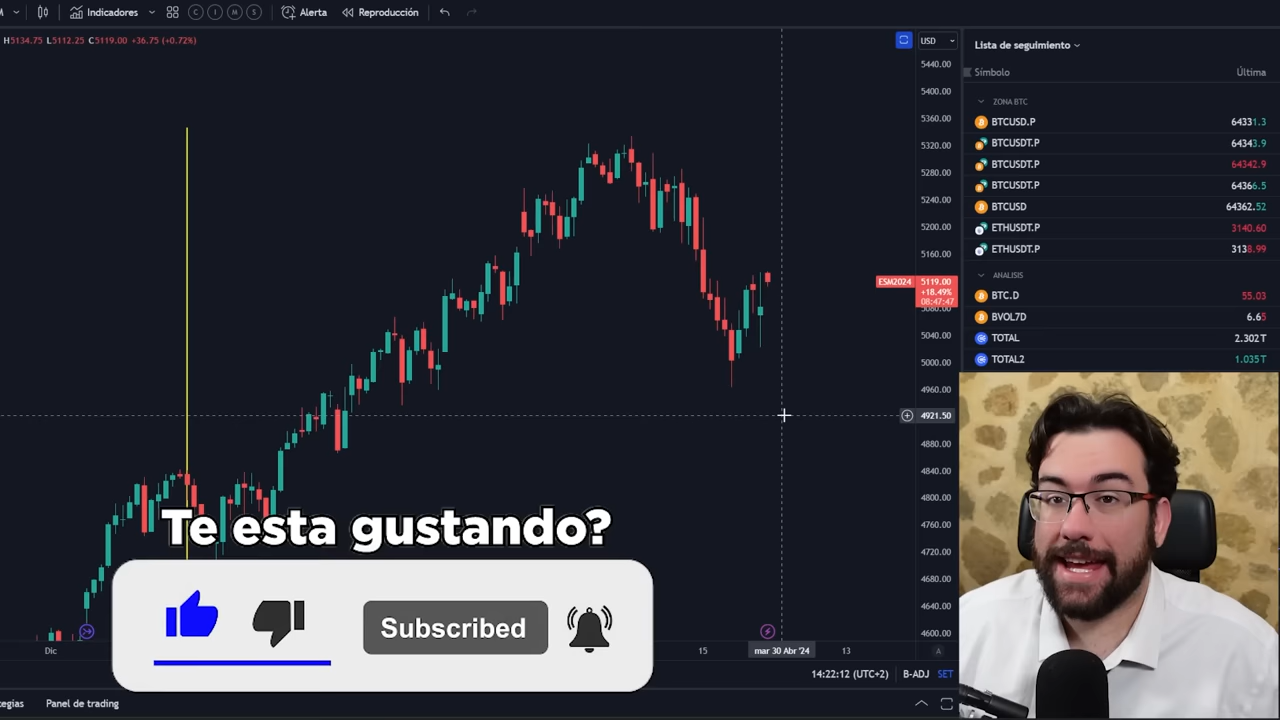 M Indicadores C I M S Alerta Reproducción
H5134.75 L5112.25 C5119.00 +36.75 (+0.72%)
USD
5440.00
5400.00
5360.00
5320.00
5280.00
5240.00
5200.00
5160.00
ESM2024 5119.00
+18.49%
08:47:47
5080.00
5040.00
5000.00
4960.00
4921.50
4880.00
4840.00
4800.00
4760.00
4720.00
4680.00
4640.00
4600.00
Dic
15
mar 30 Abr '24
13
A
14:22:12 (UTC+2) B-ADJ SET
tegias Panel de trading
Lista de seguimiento
Símbolo Última
ZONA BTC
BTCUSD.P 64331.3
BTCUSDT.P 64343.9
BTCUSDT.P 64342.9
BTCUSDT.P 64366.5
BTCUSD 64362.52
ETHUSDT.P 3140.60
ETHUSDT.P 3138.99
ANALISIS
BTC.D 55.03
BVOL7D 6.65
TOTAL 2.302T
TOTAL2 1.035T
Te esta gustando?
Subscribed